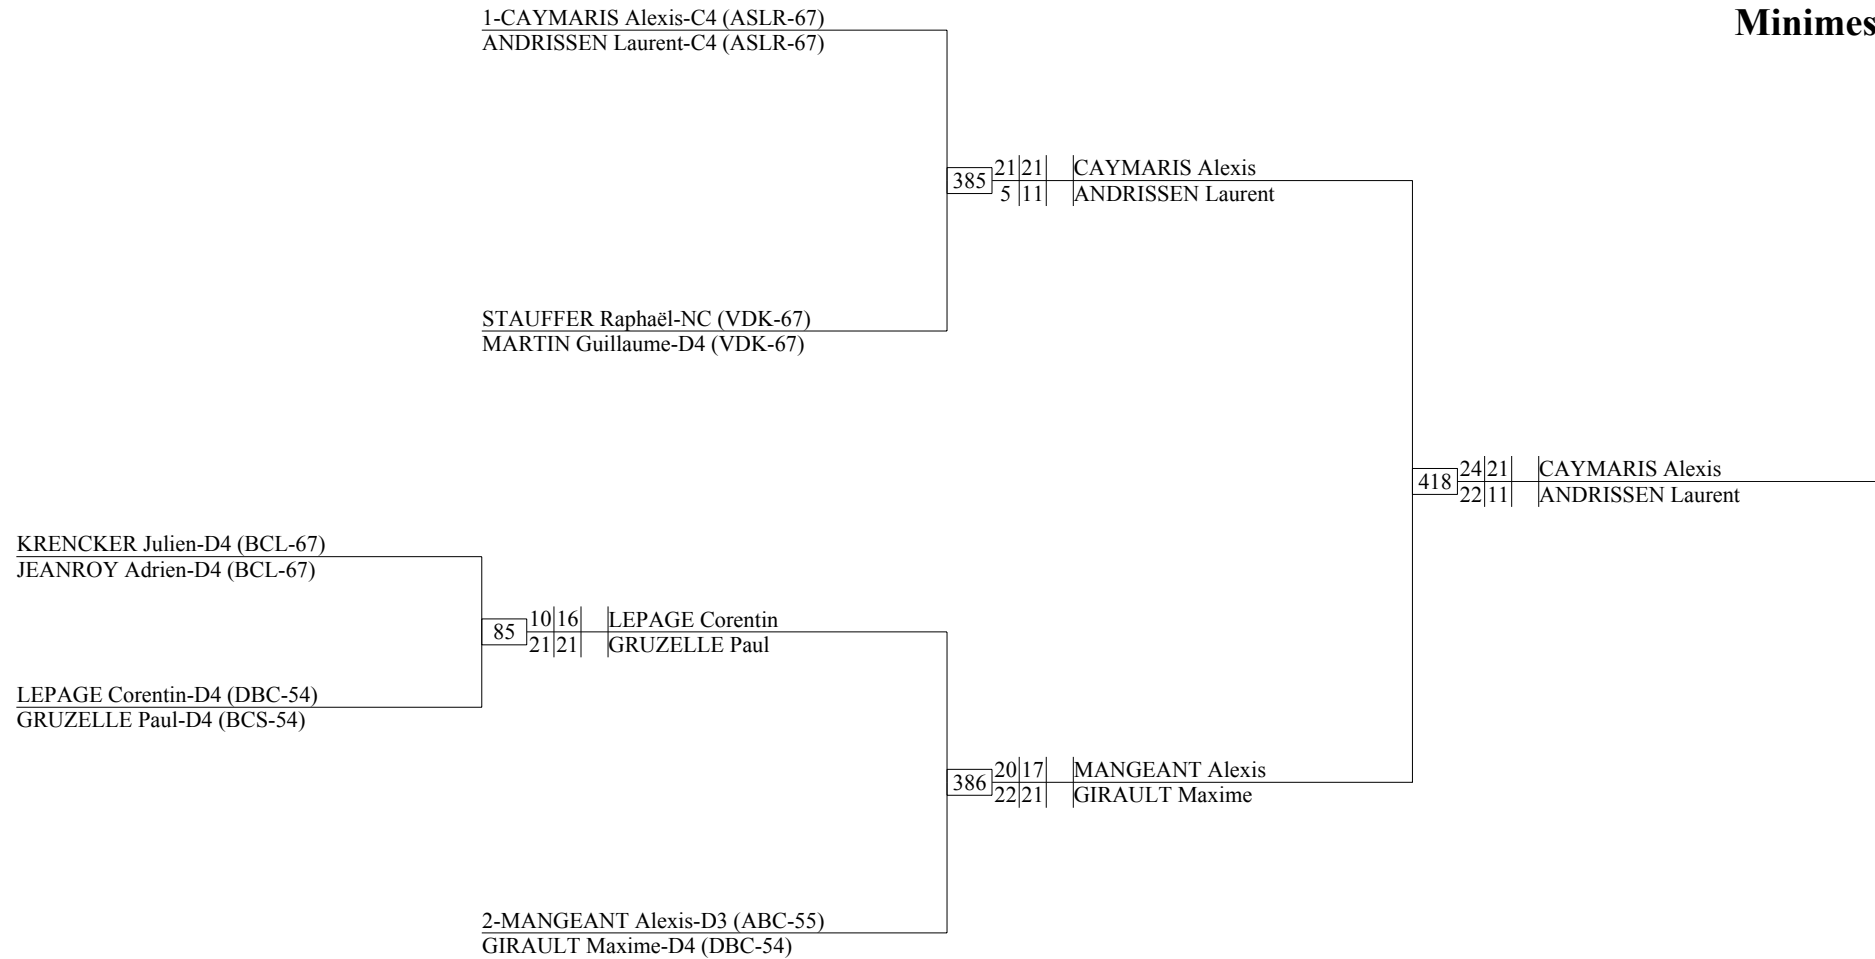 Minimes
1-CAYMARIS Alexis-C4 (ASLR-67)
ANDRISSEN Laurent-C4 (ASLR-67)
385 21 21 CAYMARIS Alexis
5 11 ANDRISSEN Laurent
STAUFFER Raphaël-NC (VDK-67)
MARTIN Guillaume-D4 (VDK-67)
418 24 21 CAYMARIS Alexis
22 11 ANDRISSEN Laurent
KRENCKER Julien-D4 (BCL-67)
JEANROY Adrien-D4 (BCL-67)
85 10 16 LEPAGE Corentin
21 21 GRUZELLE Paul
LEPAGE Corentin-D4 (DBC-54)
GRUZELLE Paul-D4 (BCS-54)
386 20 17 MANGEANT Alexis
22 21 GIRAULT Maxime
2-MANGEANT Alexis-D3 (ABC-55)
GIRAULT Maxime-D4 (DBC-54)